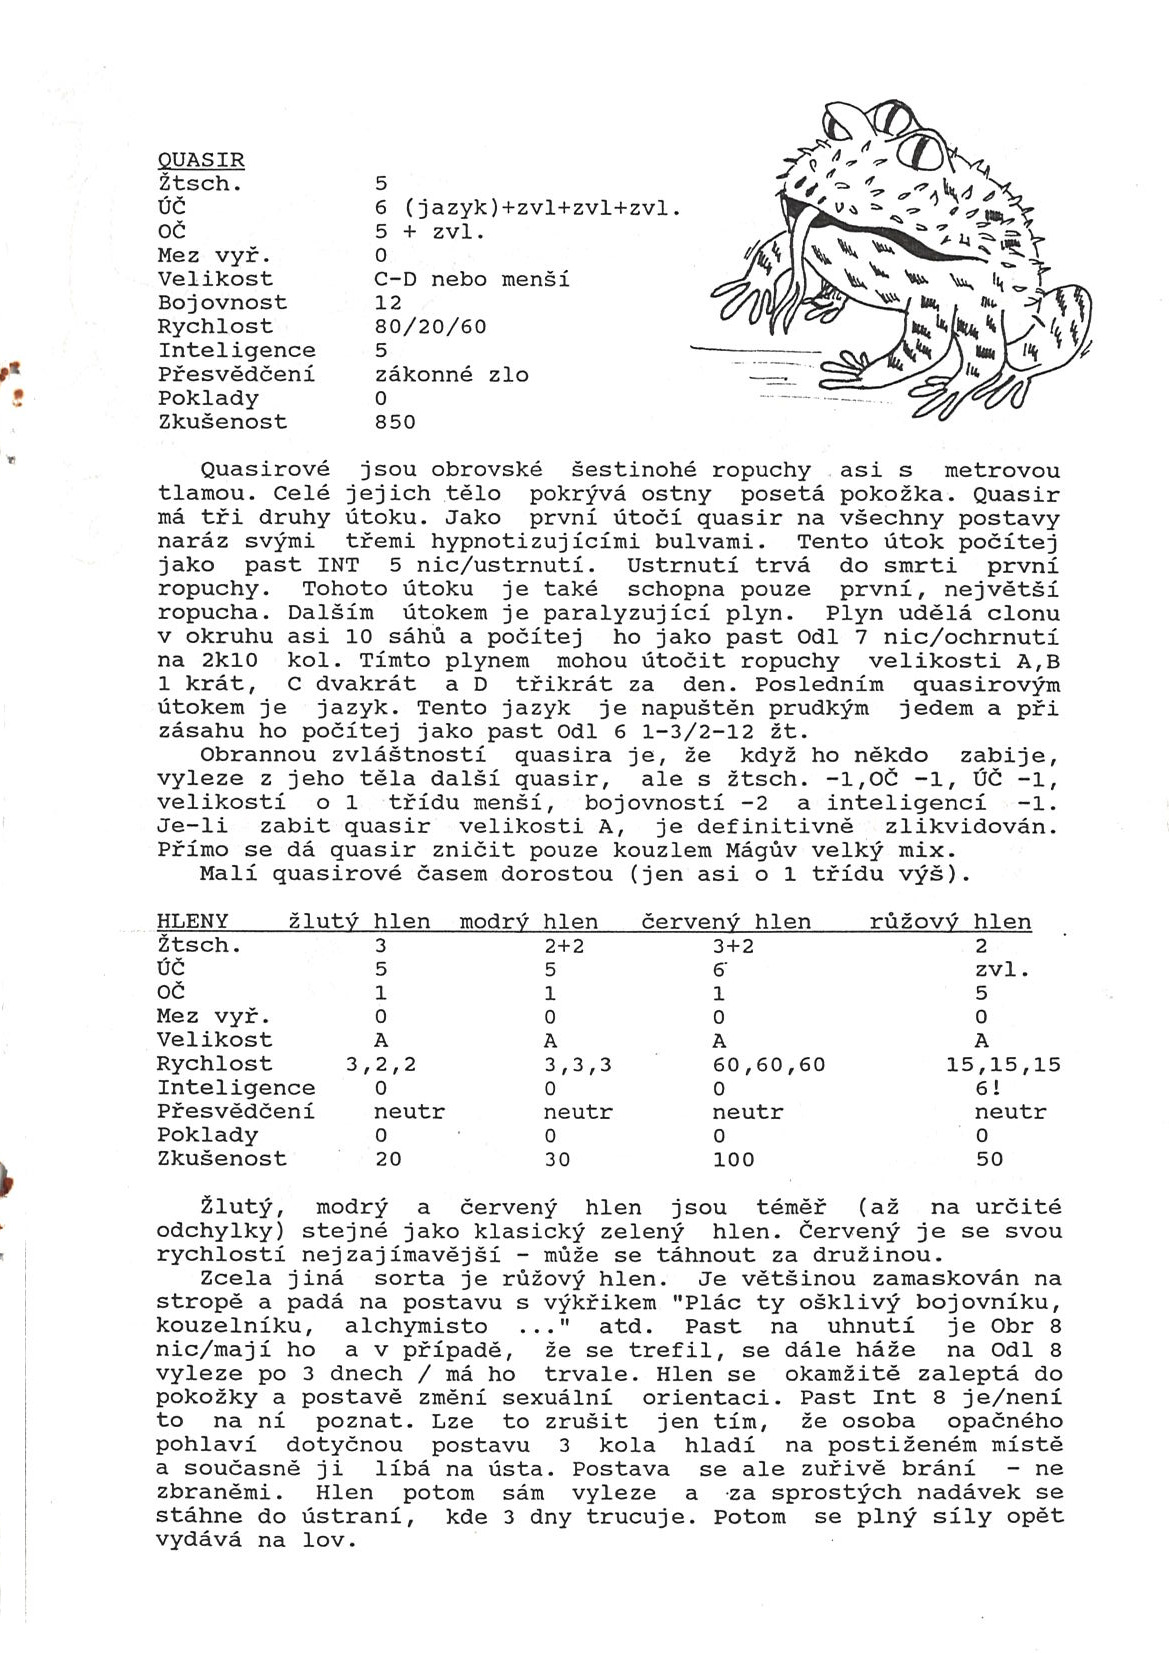 QUASIR
Žtsch. 5
ÚČ 6 (jazyk)+zvl+zvl+zvl.
OČ 5 + zvl.
Mez vyř. 0
Velikost C-D nebo menší
Bojovnost 12
Rychlost 80/20/60
Inteligence 5
Přesvědčení zákonné zlo
Poklady 0
Zkušenost 850
Quasirové jsou obrovské šestinohé ropuchy asi s metrovou
tlamou. Celé jejich tělo pokrývá ostny posetá pokožka. Quasir
má tři druhy útoku. Jako první útočí quasir na všechny postavy
naráz svými třemi hypnotizujícími bulvami. Tento útok počítej
jako past INT 5 nic/ustrnutí. Ustrnutí trvá do smrti první
ropuchy. Tohoto útoku je také schopna pouze první, největší
ropucha. Dalším útokem je paralyzující plyn. Plyn udělá clonu
v okruhu asi 10 sáhů a počítej ho jako past Odl 7 nic/ochrnutí
na 2k10 kol. Tímto plynem mohou útočit ropuchy velikosti A,B
1 krát, C dvakrát a D třikrát za den. Posledním quasirovým
útokem je jazyk. Tento jazyk je napuštěn prudkým jedem a při
zásahu ho počítej jako past Odl 6 1-3/2-12 žt.
Obrannou zvláštností quasira je, že když ho někdo zabije,
vyleze z jeho těla další quasir, ale s žtsch. -1,OČ -1, ÚČ -1,
velikostí o 1 třídu menší, bojovností -2 a inteligencí -1.
Je-li zabit quasir velikosti A, je definitivně zlikvidován.
Přímo se dá quasir zničit pouze kouzlem Mágův velký mix.
Malí quasirové časem dorostou (jen asi o 1 třídu výš).
HLENY žlutý hlen modrý hlen červený hlen růžový hlen
Žtsch. 3 2+2 3+2 2
ÚČ 5 5 6 zvl.
OČ 1 1 1 5
Mez vyř. 0 0 0 0
Velikost A A A A
Rychlost 3,2,2 3,3,3 60,60,60 15,15,15
Inteligence 0 0 0 6!
Přesvědčení neutr neutr neutr neutr
Poklady 0 0 0 0
Zkušenost 20 30 100 50
Žlutý, modrý a červený hlen jsou téměř (až na určité
odchylky) stejné jako klasický zelený hlen. Červený je se svou
rychlostí nejzajímavější - může se táhnout za družinou.
Zcela jiná sorta je růžový hlen. Je většinou zamaskován na
stropě a padá na postavu s výkřikem "Plác ty ošklivý bojovníku,
kouzelníku, alchymisto ..." atd. Past na uhnutí je Obr 8
nic/mají ho a v případě, že se trefil, se dále háže na Odl 8
vyleze po 3 dnech / má ho trvale. Hlen se okamžitě zaleptá do
pokožky a postavě změní sexuální orientaci. Past Int 8 je/není
to na ní poznat. Lze to zrušit jen tím, že osoba opačného
pohlaví dotyčnou postavu 3 kola hladí na postiženém místě
a současně ji líbá na ústa. Postava se ale zuřivě brání - ne
zbraněmi. Hlen potom sám vyleze a za sprostých nadávek se
stáhne do ústraní, kde 3 dny trucuje. Potom se plný síly opět
vydává na lov.